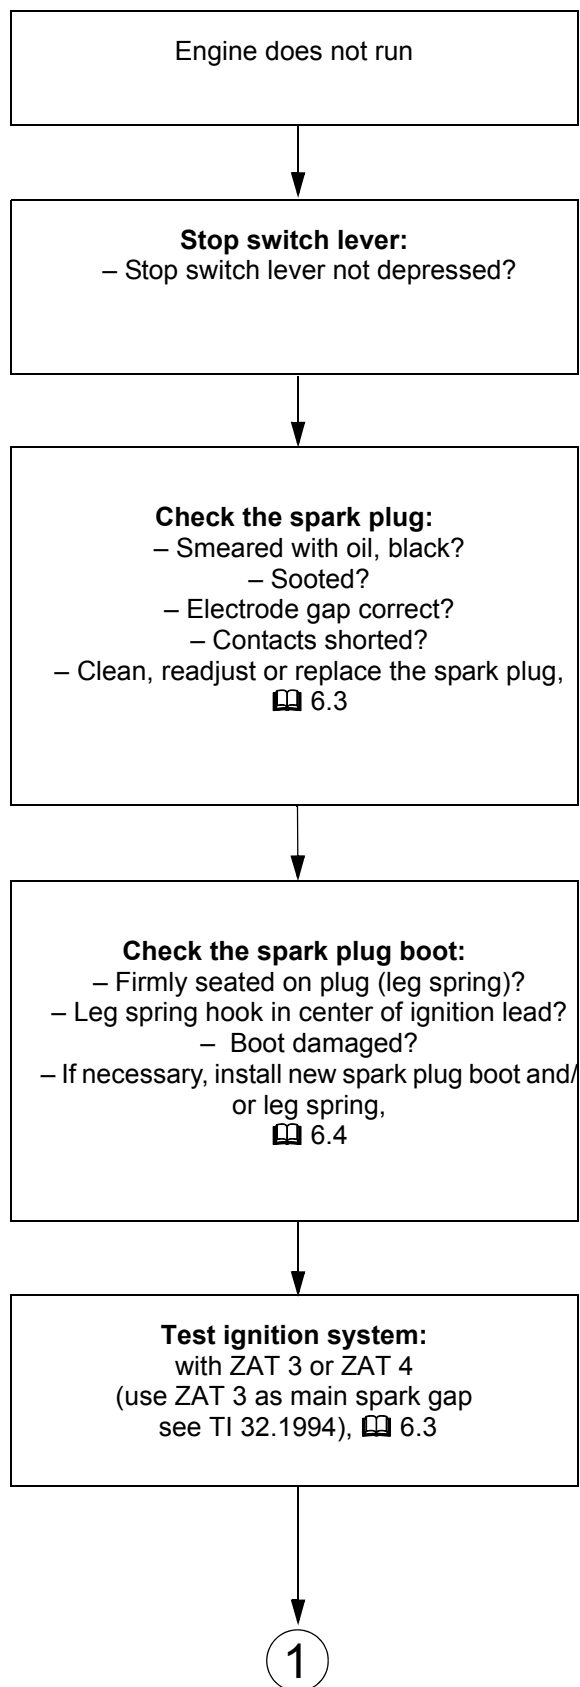 Engine does not run
Stop switch lever:
– Stop switch lever not depressed?
Check the spark plug:
– Smeared with oil, black?
– Sooted?
– Electrode gap correct?
– Contacts shorted?
– Clean, readjust or replace the spark plug,
6.3
Check the spark plug boot:
– Firmly seated on plug (leg spring)?
– Leg spring hook in center of ignition lead?
– Boot damaged?
– If necessary, install new spark plug boot and/
or leg spring,
6.4
Test ignition system:
with ZAT 3 or ZAT 4
(use ZAT 3 as main spark gap
see TI 32.1994), 6.3
1